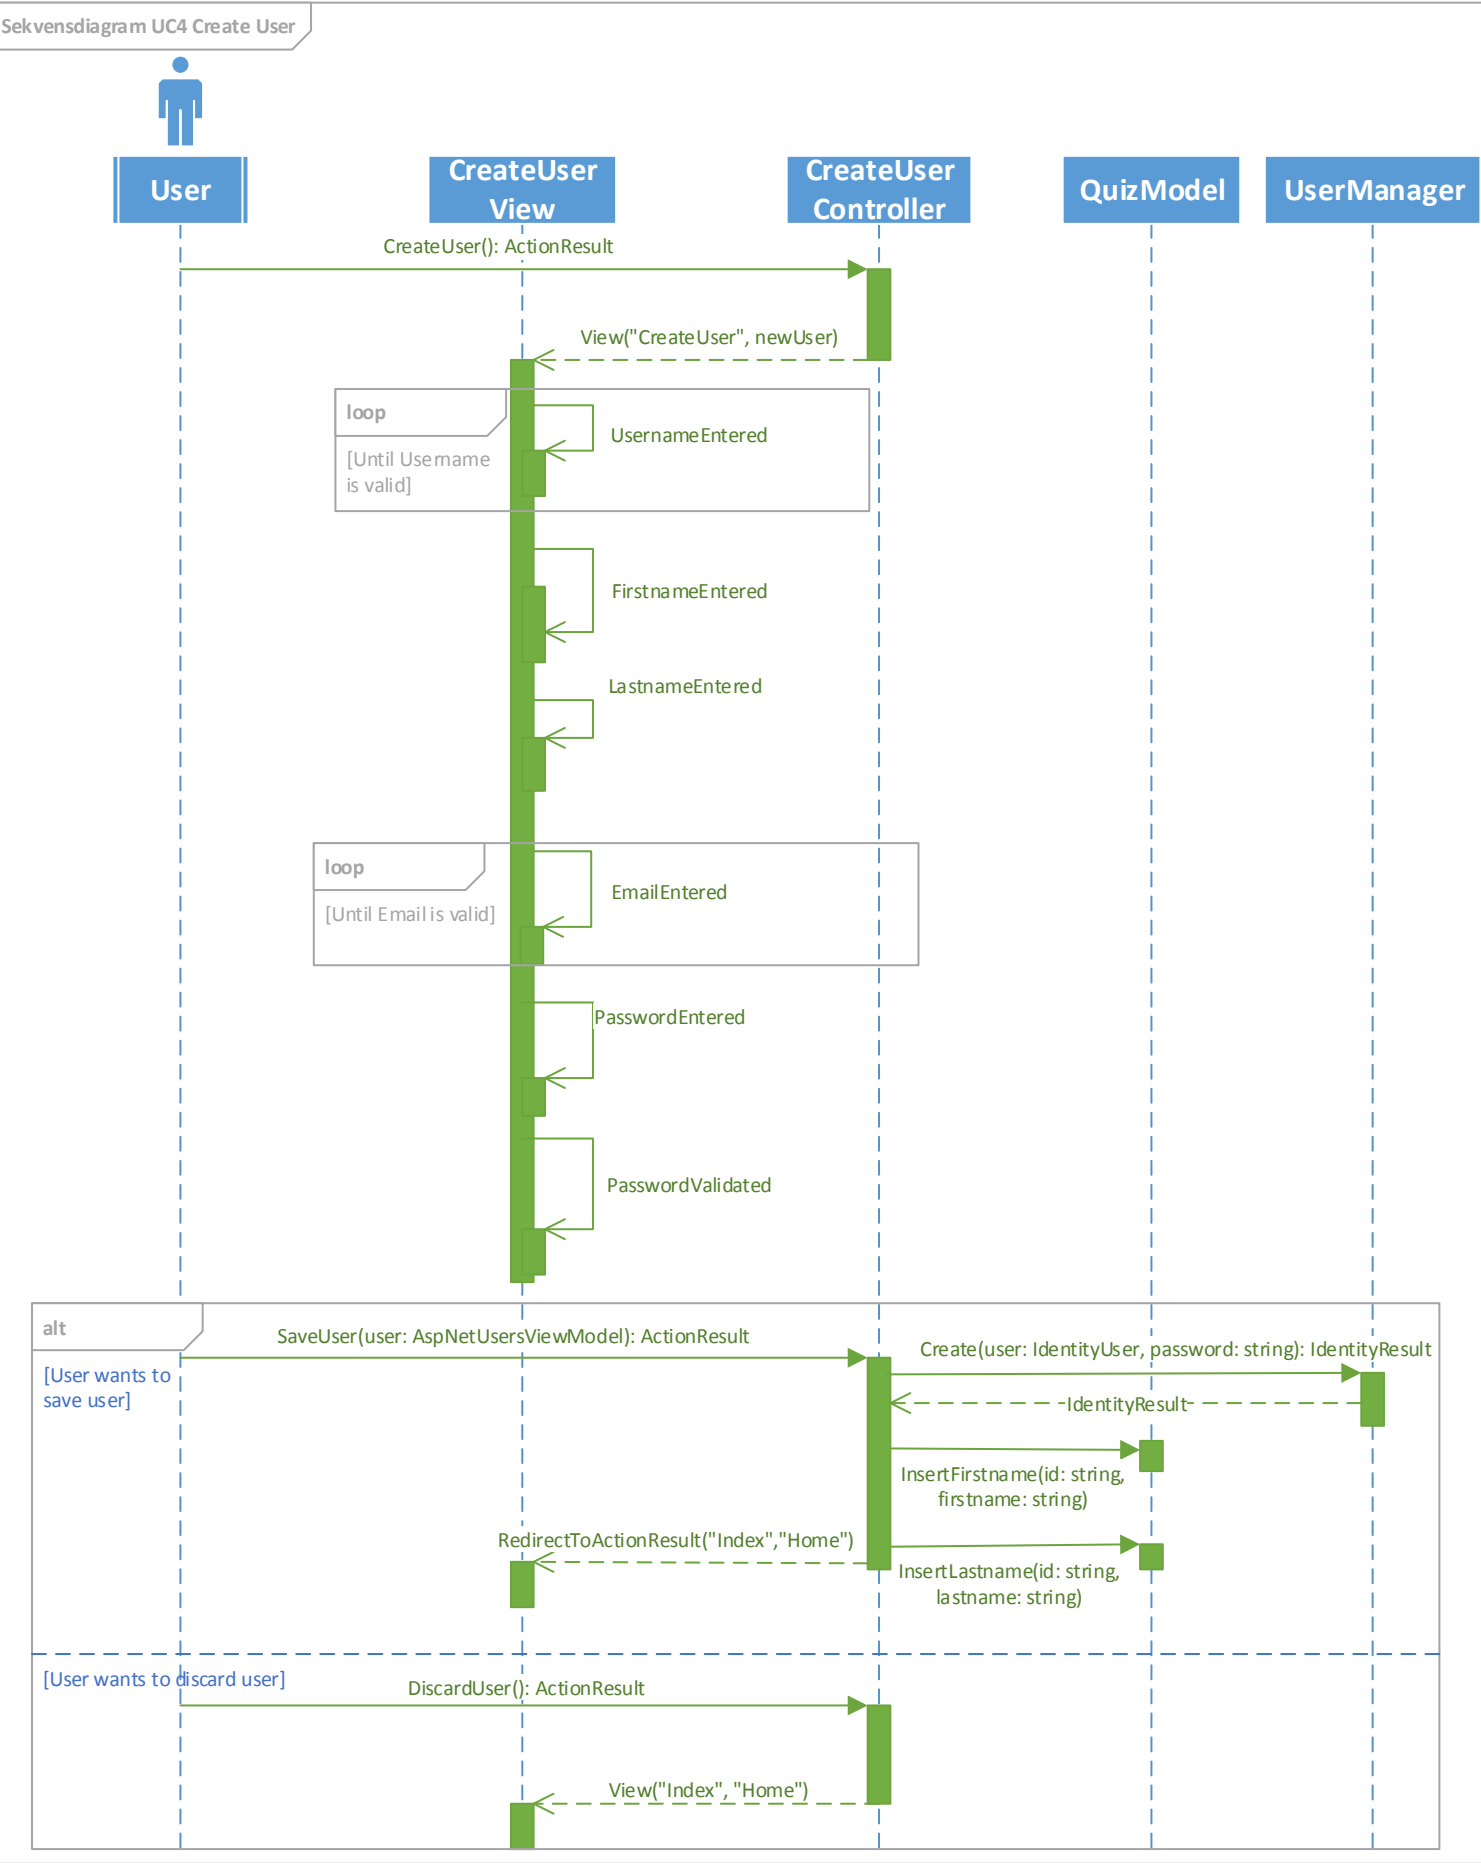 Sekvensdiagram UC4 Create User
User
CreateUser
View
CreateUser
Controller
QuizModel
UserManager
CreateUser(): ActionResult
View("CreateUser", newUser)
loop
[Until Username
is valid]
UsernameEntered
FirstnameEntered
LastnameEntered
loop
[Until Email is valid]
EmailEntered
PasswordEntered
PasswordValidated
alt
[User wants to
save user]
SaveUser(user: AspNetUsersViewModel): ActionResult
Create(user: IdentityUser, password: string): IdentityResult
IdentityResult
InsertFirstname(id: string,
firstname: string)
RedirectToActionResult("Index","Home")
InsertLastname(id: string,
lastname: string)
[User wants to discard user]
DiscardUser(): ActionResult
View("Index", "Home")